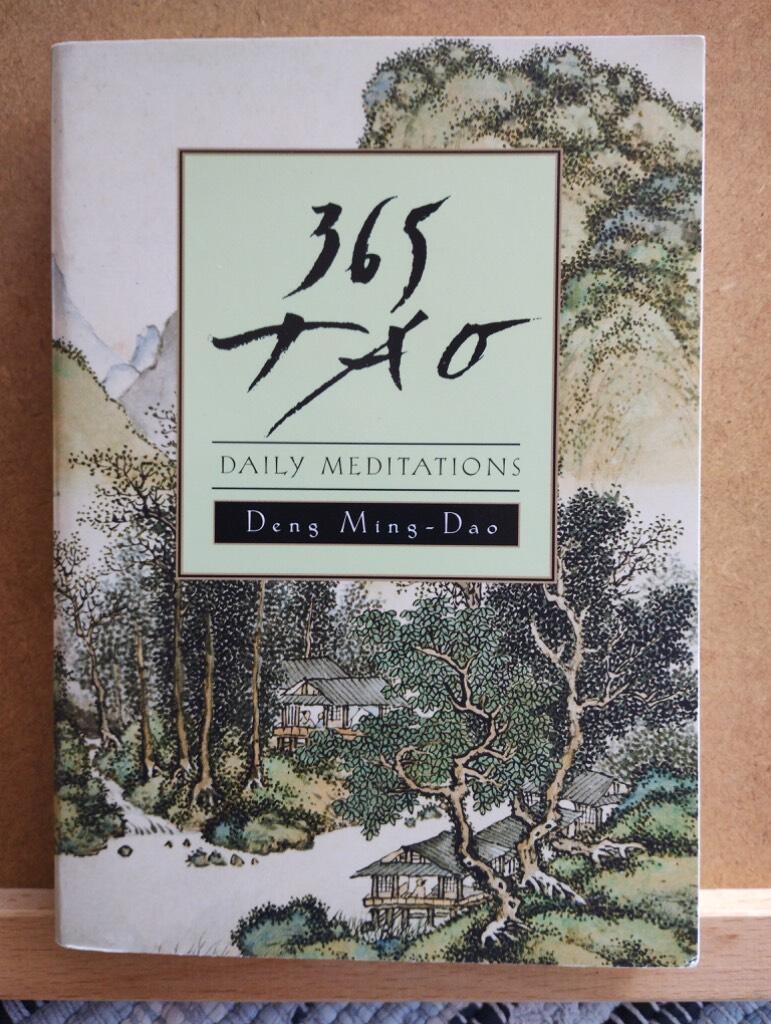 365
TAO
DAILY MEDITATIONS
Deng Ming-Dao